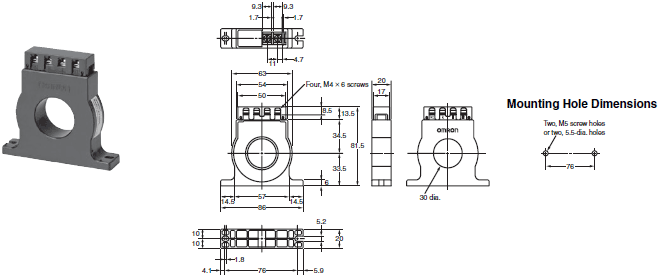 9.3 9.3
1.7 1.7
11 4.7
63
54
50
Four, M4 × 6 screws
8.5
13.5
34.5
81.5
33.5
6
14.5 57 14.5
86
20
17
OMRON
30 dia.
Mounting Hole Dimensions
Two, M5 screw holes
or two, 5.5-dia. holes
76
5.2
10
10
20
1.8
4.1 76 5.9